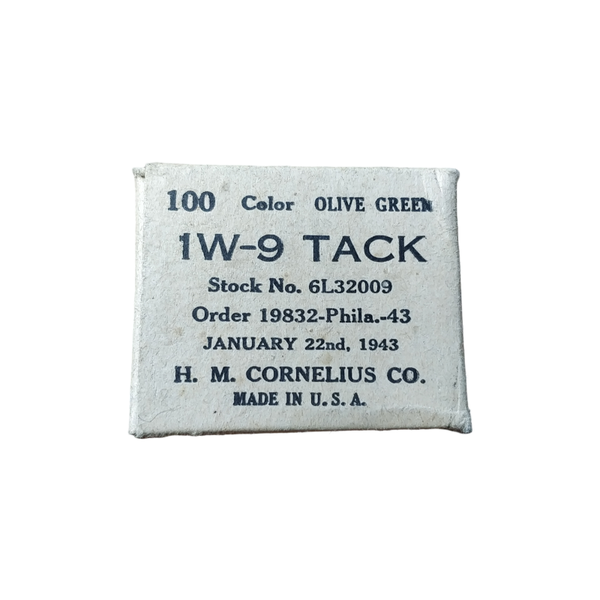 100 Color OLIVE GREEN
1W-9 TACK
Stock No. 6L32009
Order 19832-Phila.-43
JANUARY 22nd, 1943
H. M. CORNELIUS CO.
MADE IN U. S. A.